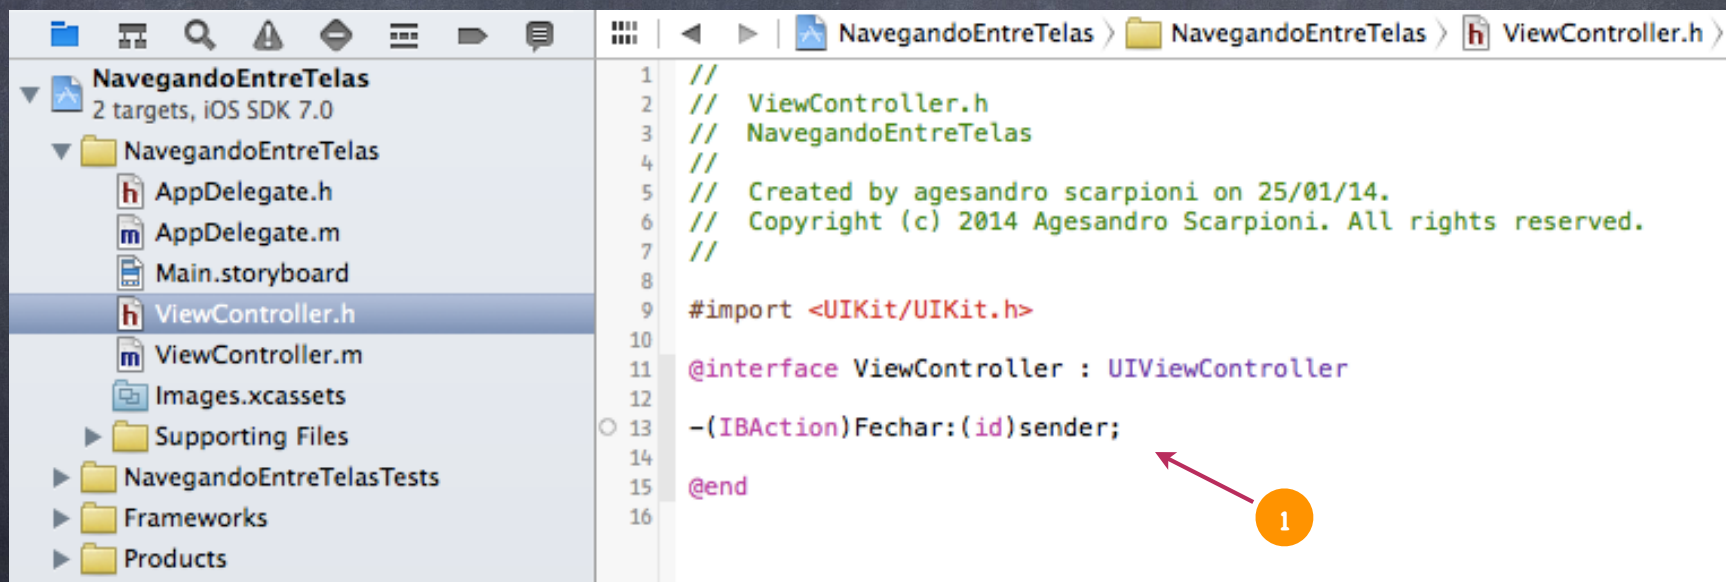 NavegandoEntreTelas
2 targets, iOS SDK 7.0
NavegandoEntreTelas
h AppDelegate.h
m AppDelegate.m
Main.storyboard
h ViewController.h
m ViewController.m
Images.xcassets
Supporting Files
NavegandoEntreTelasTests
Frameworks
Products
NavegandoEntreTelas 〉 NavegandoEntreTelas 〉 h ViewController.h 〉
1 //
2 //  ViewController.h
3 //  NavegandoEntreTelas
4 //
5 //  Created by agesandro scarpioni on 25/01/14.
6 //  Copyright (c) 2014 Agesandro Scarpioni. All rights reserved.
7 //
8
9 #import <UIKit/UIKit.h>
10
11 @interface ViewController : UIViewController
12
13 -(IBAction)Fechar:(id)sender;
14
15 @end
16
1